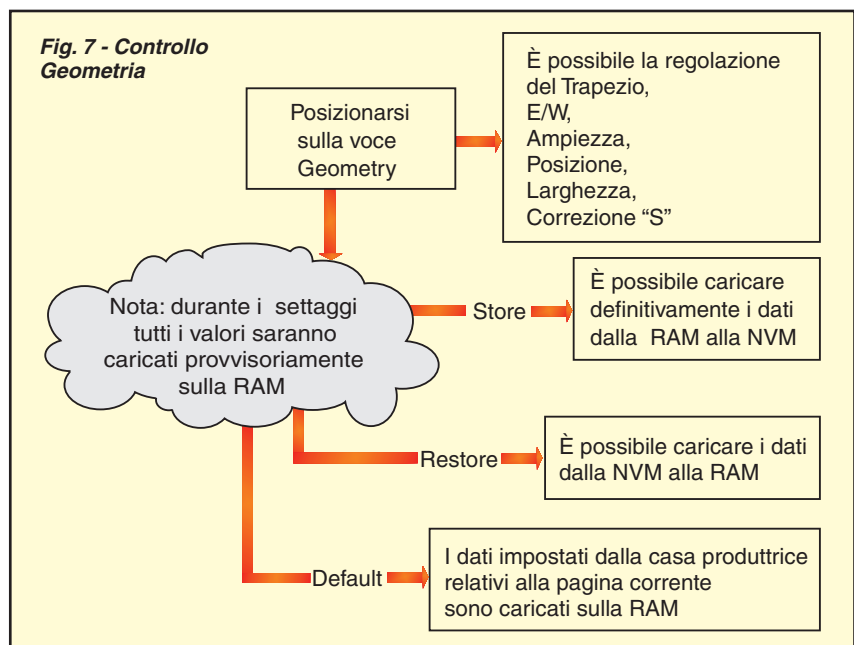 Fig. 7 - Controllo
Geometria
Posizionarsi
sulla voce
Geometry
È possibile la regolazione
del Trapezio,
E/W,
Ampiezza,
Posizione,
Larghezza,
Correzione “S”
Nota: durante i settaggi
tutti i valori saranno
caricati provvisoriamente
sulla RAM
Store
È possibile caricare
definitivamente i dati
dalla RAM alla NVM
Restore
È possibile caricare i dati
dalla NVM alla RAM
Default
I dati impostati dalla casa produttrice
relativi alla pagina corrente
sono caricati sulla RAM